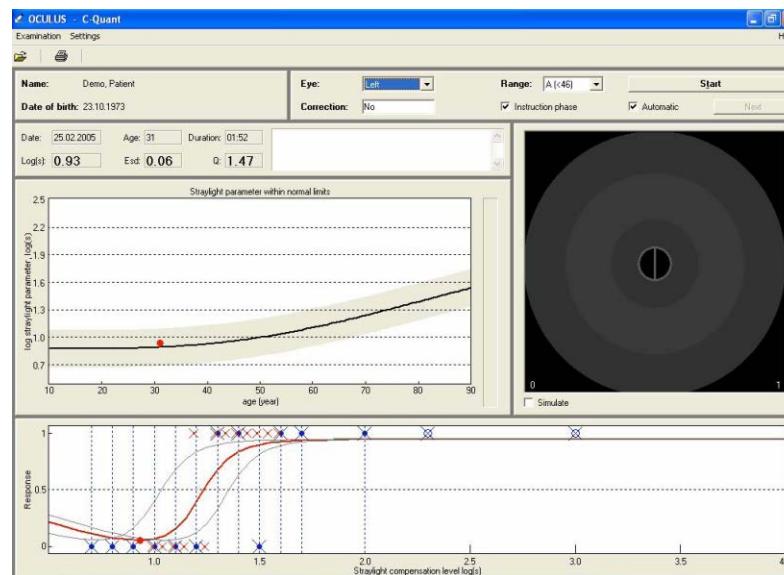 OCULUS - C-Quant
Examination Settings H
Name: Demo, Patient Eye: Left Range: A (<46) Start
Date of birth: 23.10.1973 Correction: No Instruction phase Automatic Next
Date: 25.02.2005 Age: 31 Duration: 01:52
Log(s): 0.93 Esd: 0.06 Q: 1.47
Straylight parameter within normal limits
log straylight parameter, log(s)
2.5
2.2
1.9
1.6
1.3
1.0
0.7
10 20 30 40 50 60 70 80 90
age (year)
0 1
Simulate
Response
1
0.5
0
1.0 1.5 2.0 2.5 3.0 3.5
Straylight compensation level log(s)